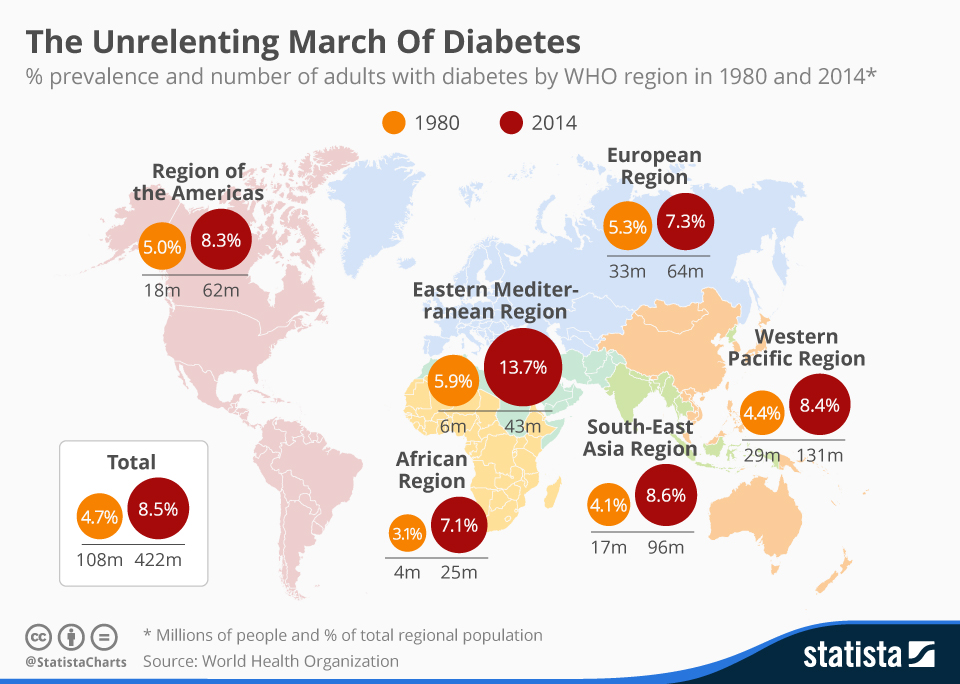 The Unrelenting March Of Diabetes
% prevalence and number of adults with diabetes by WHO region in 1980 and 2014*
1980
2014
Region of
the Americas
5.0%
8.3%
18m
62m
European
Region
5.3%
7.3%
33m
64m
Eastern Mediter-
ranean Region
5.9%
13.7%
6m
43m
Western
Pacific Region
4.4%
8.4%
29m
131m
South-East
Asia Region
4.1%
8.6%
17m
96m
African
Region
3.1%
7.1%
4m
25m
Total
4.7%
8.5%
108m
422m
cc
@StatistaCharts
* Millions of people and % of total regional population
Source: World Health Organization
statista